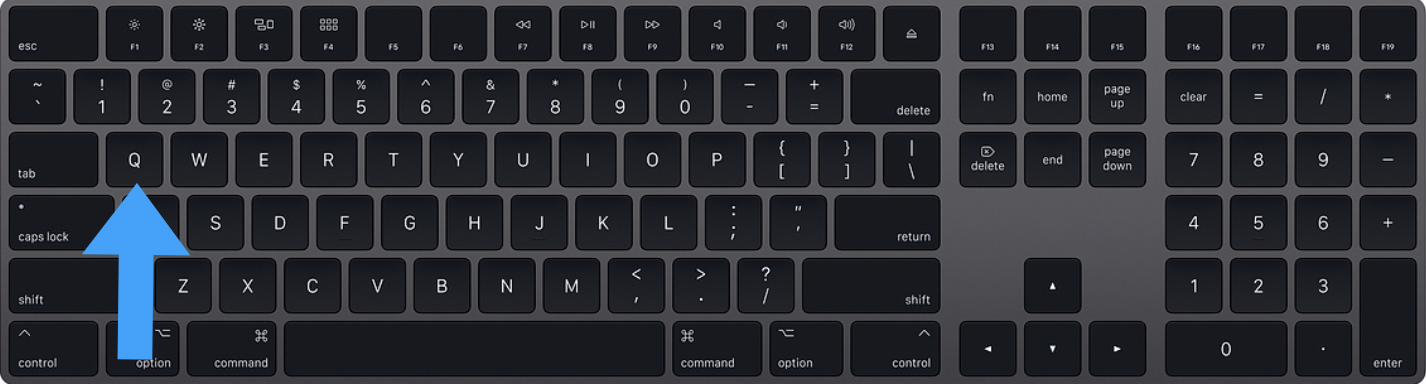 F1 F2 F3 F4 F5 F6 F7 F8 F9 F10 F11 F12 F13 F14 F15 F16 F17 F18 F19
esc
~ ! @ # $ % ^ & * ( ) — +
` 1 2 3 4 5 6 7 8 9 0 - = delete fn home page up clear = / *
{ } |
tab Q W E R T Y U I O P [ ] \ delete end page down 7 8 9 −
: "
caps lock S D F G H J K L ; ' return 4 5 6 +
< > ?
shift Z X C V B N M , . / shift 1 2 3
control option command command option control 0 . enter